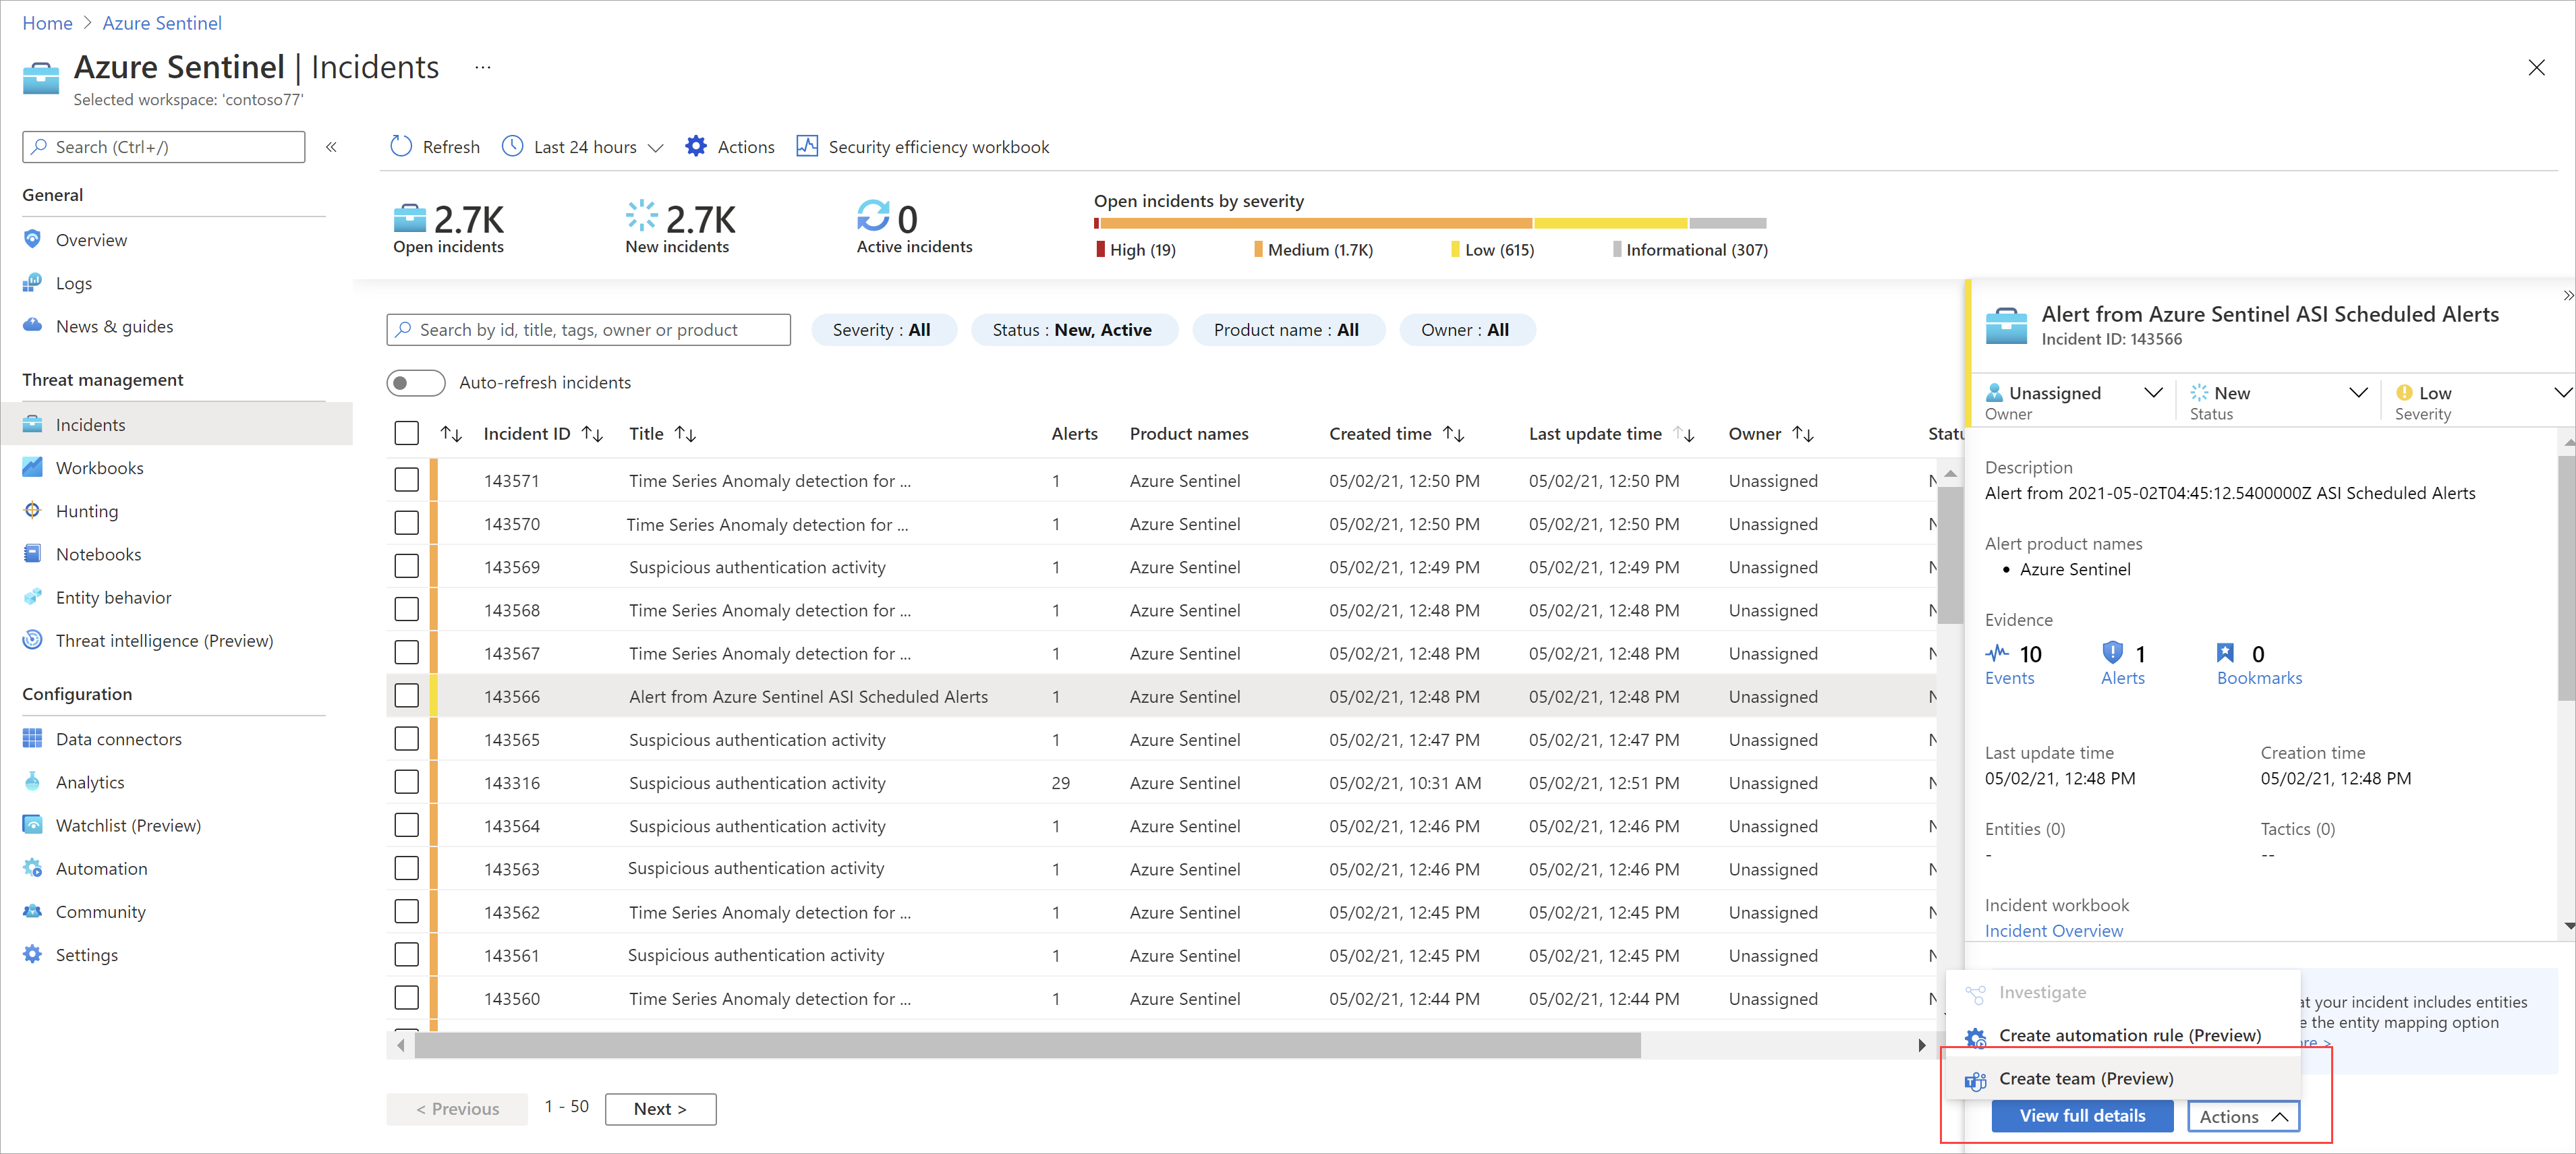 Home > Azure Sentinel
Azure Sentinel | Incidents ...
Selected workspace: 'contoso77'
Search (Ctrl+/) «
General
Overview
Logs
News & guides
Threat management
Incidents
Workbooks
Hunting
Notebooks
Entity behavior
Threat intelligence (Preview)
Configuration
Data connectors
Analytics
Watchlist (Preview)
Automation
Community
Settings
Refresh Last 24 hours Actions Security efficiency workbook
2.7K
Open incidents
2.7K
New incidents
0
Active incidents
Open incidents by severity
High (19) Medium (1.7K) Low (615) Informational (307)
Search by id, title, tags, owner or product Severity : All Status : New, Active Product name : All Owner : All
Auto-refresh incidents
Incident ID Title Alerts Product names Created time Last update time Owner
143571 Time Series Anomaly detection for ... 1 Azure Sentinel 05/02/21, 12:50 PM 05/02/21, 12:50 PM Unassigned
143570 Time Series Anomaly detection for ... 1 Azure Sentinel 05/02/21, 12:50 PM 05/02/21, 12:50 PM Unassigned
143569 Suspicious authentication activity 1 Azure Sentinel 05/02/21, 12:49 PM 05/02/21, 12:49 PM Unassigned
143568 Time Series Anomaly detection for ... 1 Azure Sentinel 05/02/21, 12:48 PM 05/02/21, 12:48 PM Unassigned
143567 Time Series Anomaly detection for ... 1 Azure Sentinel 05/02/21, 12:48 PM 05/02/21, 12:48 PM Unassigned
143566 Alert from Azure Sentinel ASI Scheduled Alerts 1 Azure Sentinel 05/02/21, 12:48 PM 05/02/21, 12:48 PM Unassigned
143565 Suspicious authentication activity 1 Azure Sentinel 05/02/21, 12:47 PM 05/02/21, 12:47 PM Unassigned
143316 Suspicious authentication activity 29 Azure Sentinel 05/02/21, 10:31 AM 05/02/21, 12:51 PM Unassigned
143564 Suspicious authentication activity 1 Azure Sentinel 05/02/21, 12:46 PM 05/02/21, 12:46 PM Unassigned
143563 Suspicious authentication activity 1 Azure Sentinel 05/02/21, 12:46 PM 05/02/21, 12:46 PM Unassigned
143562 Time Series Anomaly detection for ... 1 Azure Sentinel 05/02/21, 12:45 PM 05/02/21, 12:45 PM Unassigned
143561 Suspicious authentication activity 1 Azure Sentinel 05/02/21, 12:45 PM 05/02/21, 12:45 PM Unassigned
143560 Time Series Anomaly detection for ... 1 Azure Sentinel 05/02/21, 12:44 PM 05/02/21, 12:44 PM Unassigned
< Previous 1 - 50 Next >
Alert from Azure Sentinel ASI Scheduled Alerts »
Incident ID: 143566
Unassigned New Low
Owner Status Severity
Description
Alert from 2021-05-02T04:45:12.5400000Z ASI Scheduled Alerts
Alert product names
• Azure Sentinel
Evidence
10 1 0
Events Alerts Bookmarks
Last update time Creation time
05/02/21, 12:48 PM 05/02/21, 12:48 PM
Entities (0) Tactics (0)
- --
Incident workbook
Incident Overview
Investigate
your incident includes entities
the entity mapping option
Create automation rule (Preview)
Create team (Preview)
View full details Actions